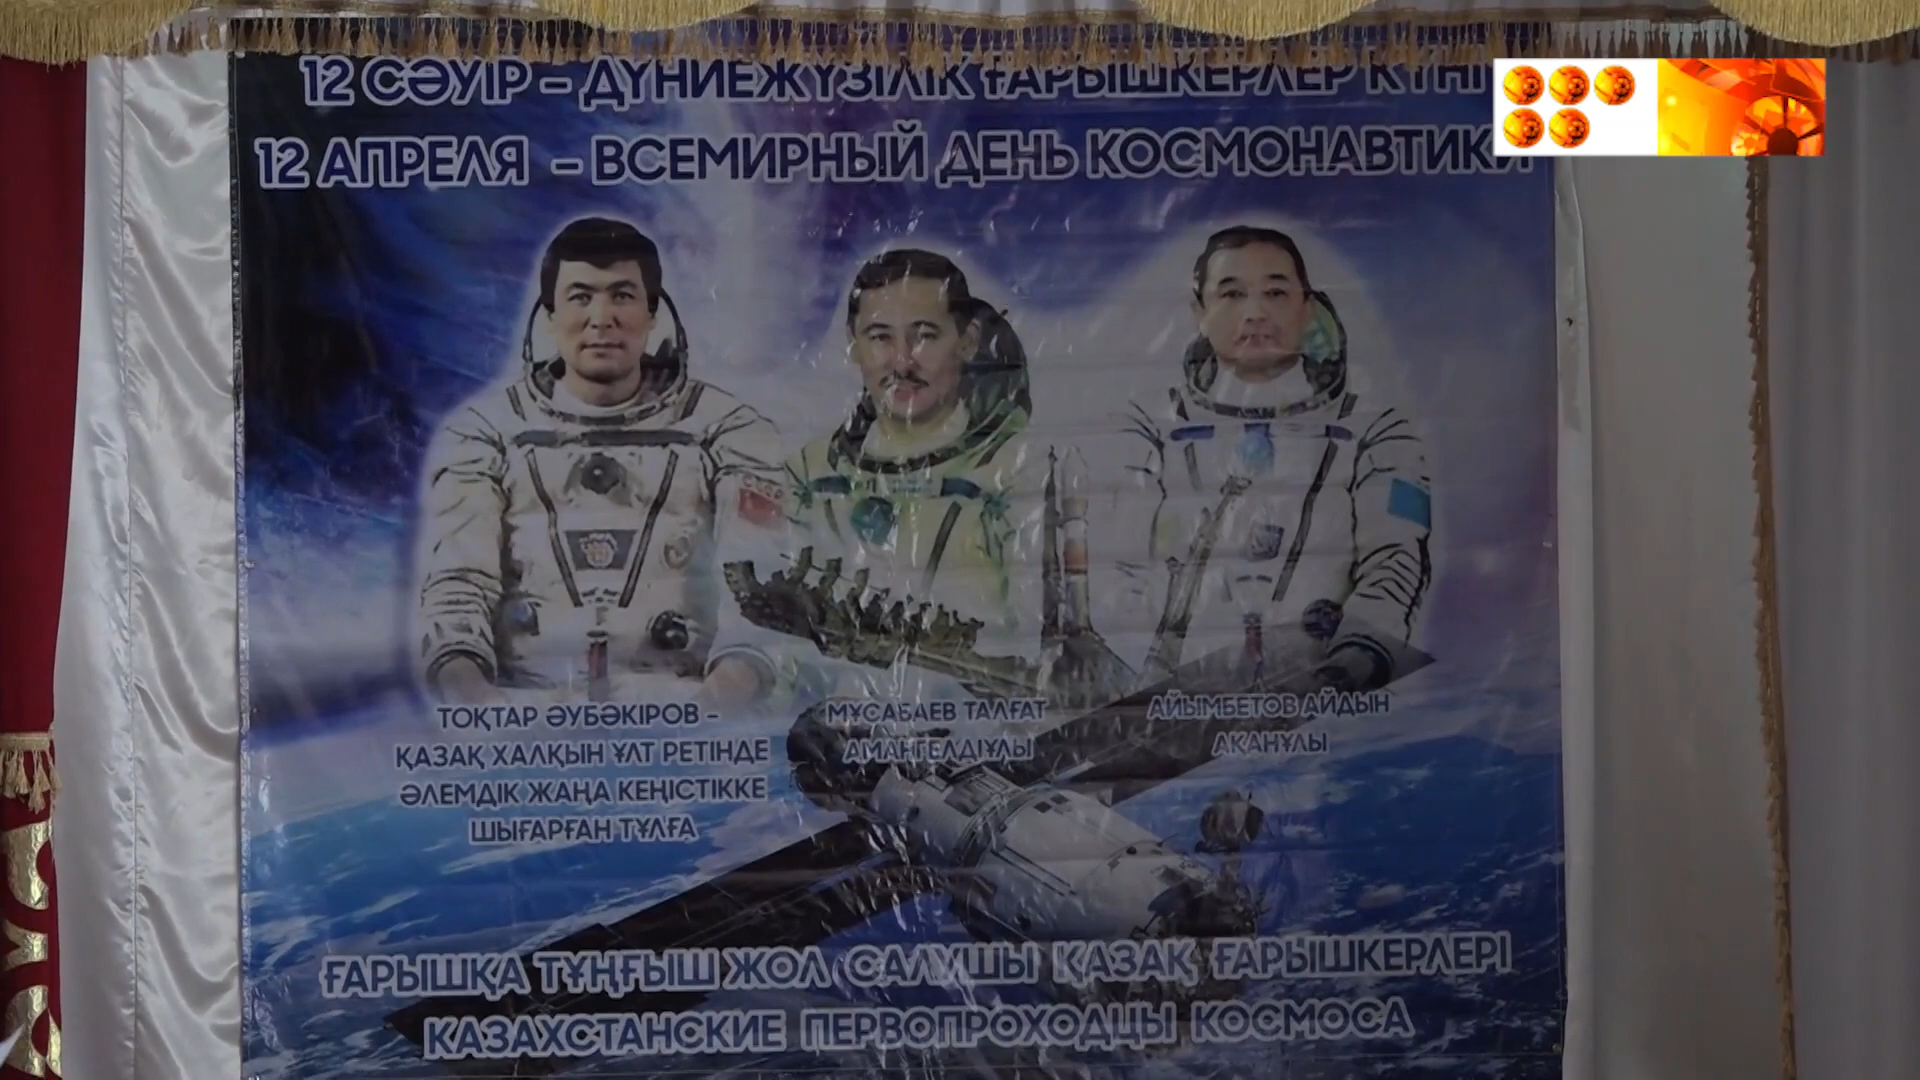 12 СӘУІР – ДҮНИЕЖҮЗІЛІК ҒАРЫШКЕРЛЕР КҮНІ
12 АПРЕЛЯ – ВСЕМИРНЫЙ ДЕНЬ КОСМОНАВТИКИ
ТОҚТАР ӘУБӘКІРОВ –
ҚАЗАҚ ХАЛҚЫН ҰЛТ РЕТІНДЕ
ӘЛЕМДІК ЖАҢА КЕҢІСТІККЕ
ШЫҒАРҒАН ТҰЛҒА
МҰСАБАЕВ ТАЛҒАТ
АМАНГЕЛДІҰЛЫ
АЙЫМБЕТОВ АЙДЫН
АҚАНҰЛЫ
ҒАРЫШҚА ТҰҢҒЫШ ЖОЛ САЛУШЫ ҚАЗАҚ ҒАРЫШКЕРЛЕРІ
КАЗАХСТАНСКИЕ ПЕРВОПРОХОДЦЫ КОСМОСА